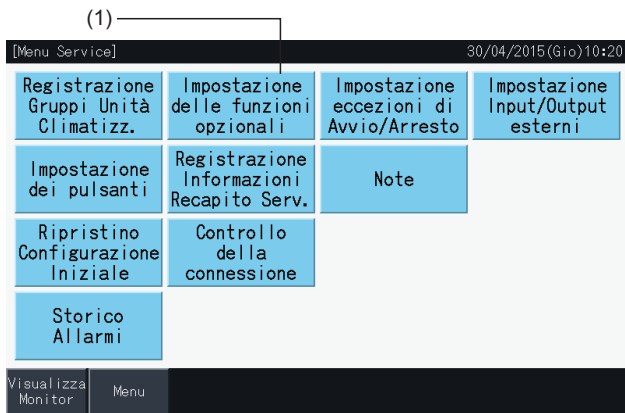 (1)
[Menu Service] 30/04/2015(Gio)10:20
Registrazione
Gruppi Unità
Climatizz.
Impostazione
delle funzioni
opzionali
Impostazione
eccezioni di
Avvio/Arresto
Impostazione
Input/Output
esterni
Impostazione
dei pulsanti
Registrazione
Informazioni
Recapito Serv.
Note
Ripristino
Configurazione
Iniziale
Controllo
della
connessione
Storico
Allarmi
Visualizza
Monitor
Menu